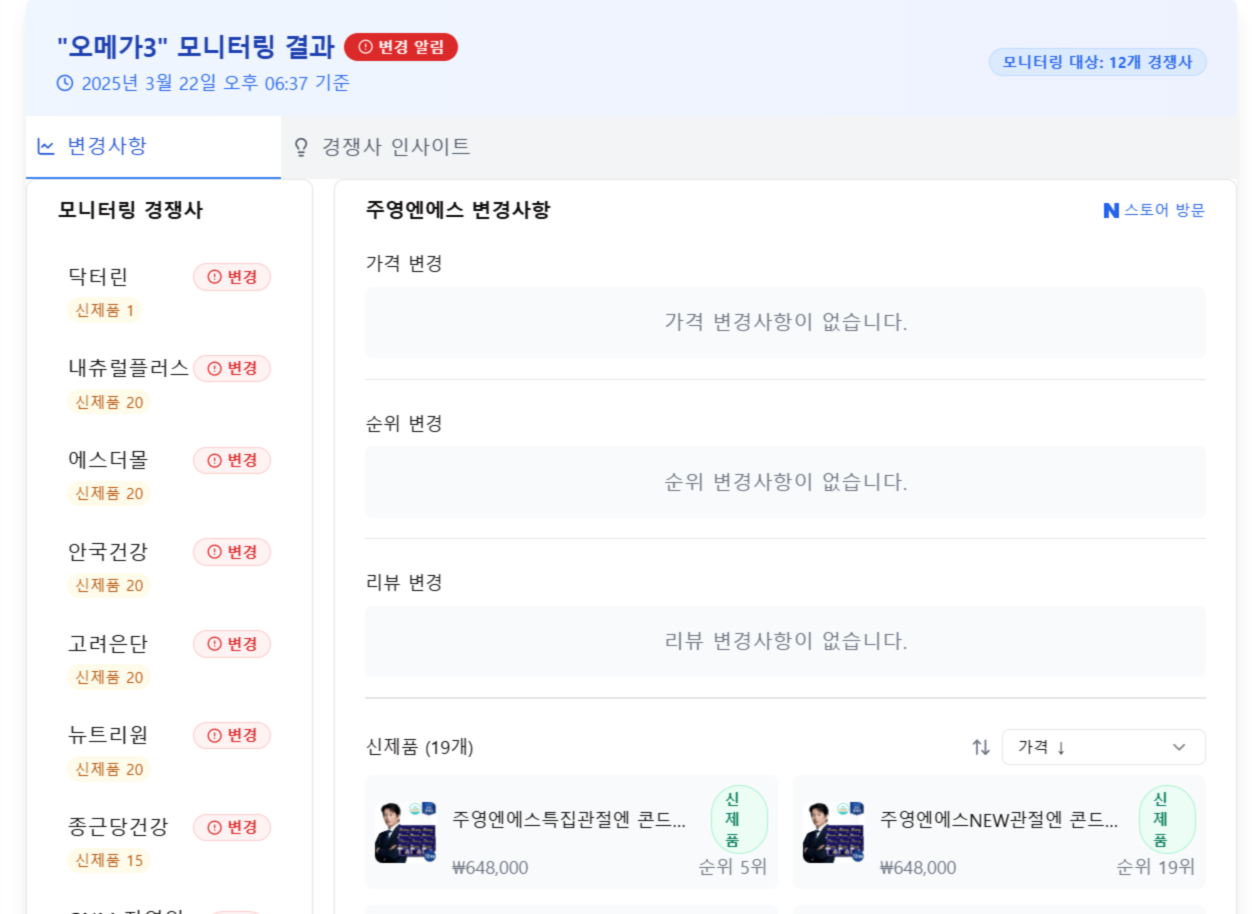 "오메가3" 모니터링 결과
변경 알림
2025년 3월 22일 오후 06:37 기준
모니터링 대상: 12개 경쟁사
변경사항
경쟁사 인사이트
모니터링 경쟁사
닥터린
변경
신제품 1
내츄럴플러스
변경
신제품 20
에스더몰
변경
신제품 20
안국건강
변경
신제품 20
고려은단
변경
신제품 20
뉴트리원
변경
신제품 20
종근당건강
변경
신제품 15
주영엔에스 변경사항
N 스토어 방문
가격 변경
가격 변경사항이 없습니다.
순위 변경
순위 변경사항이 없습니다.
리뷰 변경
리뷰 변경사항이 없습니다.
신제품 (19개)
가격 ↓
주영엔에스특집관절엔 콘드...
신
제
품
₩648,000
순위 5위
주영엔에스NEW관절엔 콘드...
신
제
품
₩648,000
순위 19위